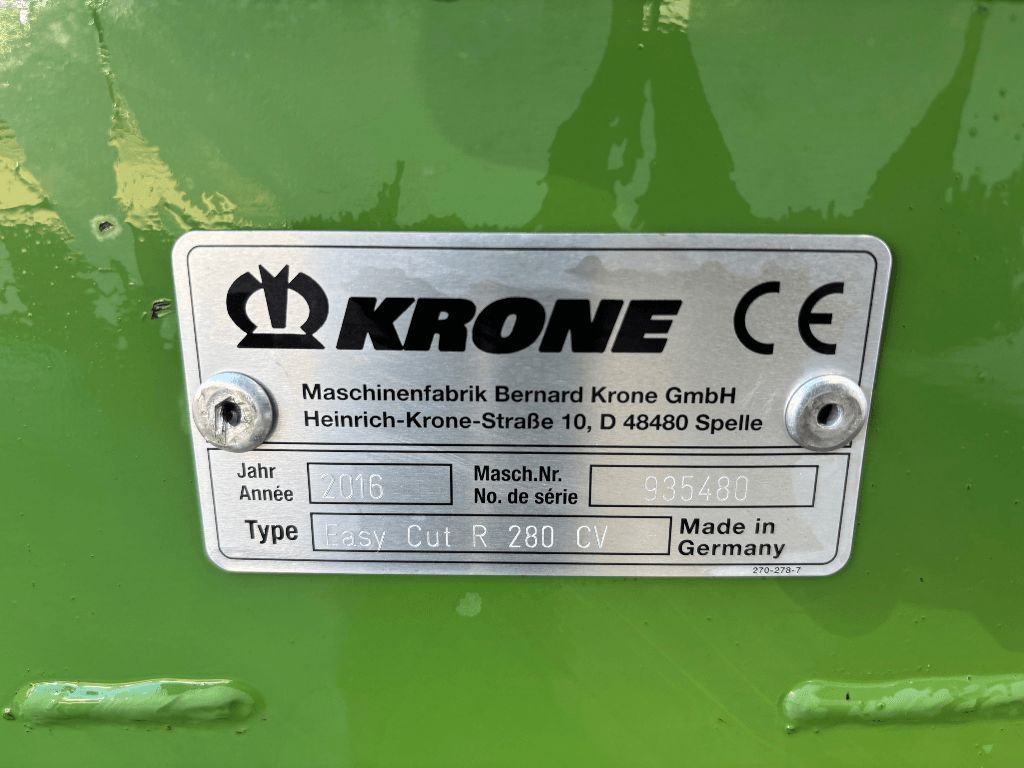 KRONE CE
Maschinenfabrik Bernard Krone GmbH
Heinrich-Krone-Straße 10, D 48480 Spelle
Jahr
Année
2016
Masch.Nr.
No. de série
935480
Type
Easy Cut R 280 CV
Made in
Germany
270-278-7